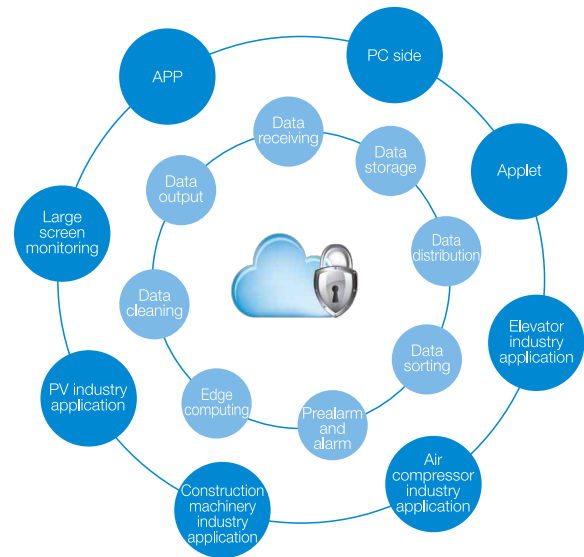 APP
PC side
Applet
Elevator
industry
application
Air
compressor
industry
application
Construction
machinery
industry
application
PV industry
application
Large
screen
monitoring
Data
receiving
Data
storage
Data
distribution
Data
sorting
Prealarm
and
alarm
Edge
computing
Data
cleaning
Data
output